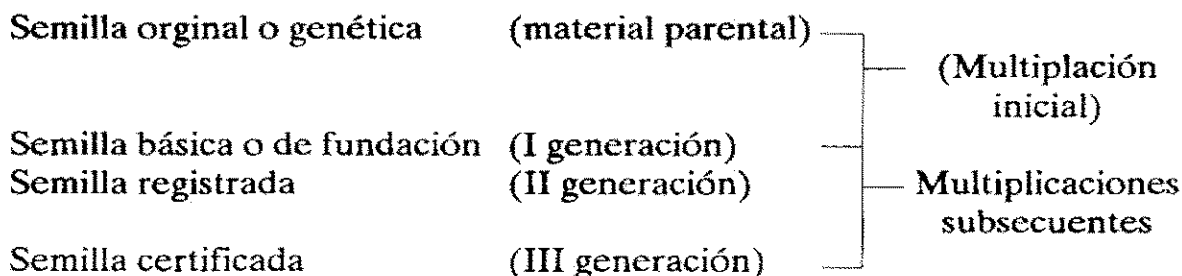 Semilla orginal o genética (material parental)
(Multiplación
inicial)
Semilla básica o de fundación (I generación)
Semilla registrada (II generación) Multiplicaciones
subsecuentes
Semilla certificada (III generación)